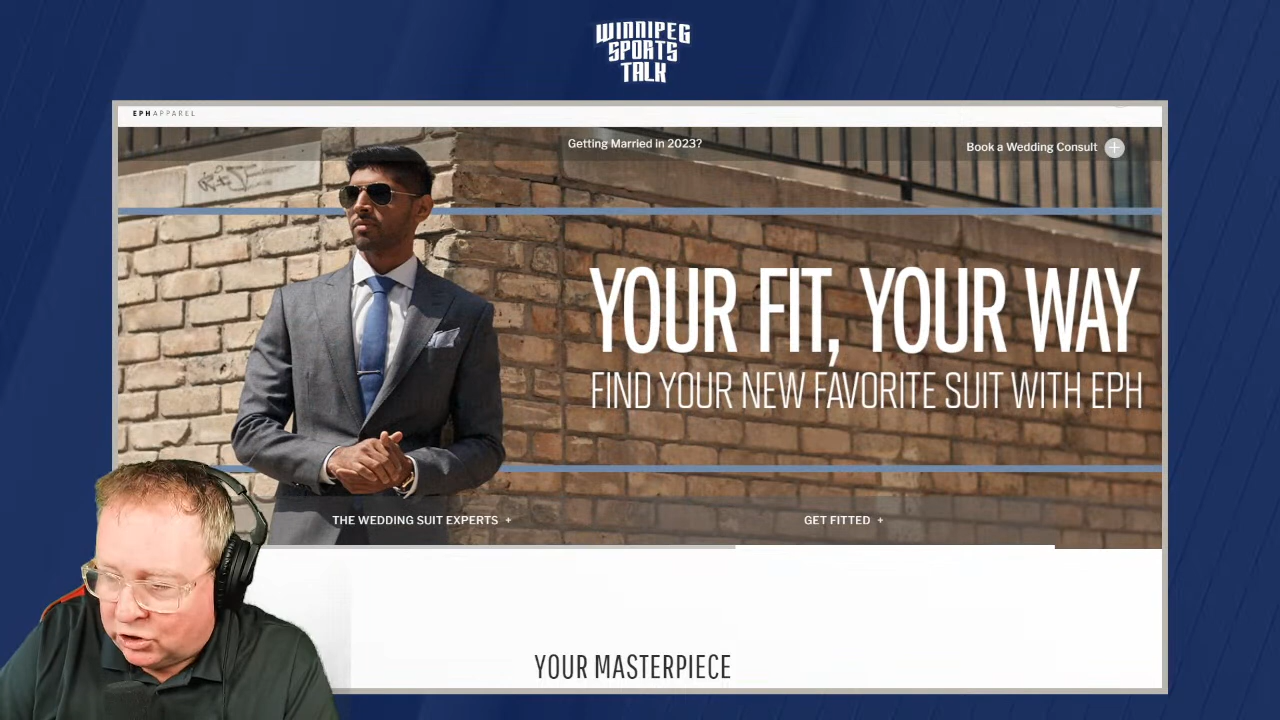 WINNIPEG
SPORTS
TALK
EPH APPAREL
Getting Married in 2023?
Book a Wedding Consult
YOUR FIT, YOUR WAY
FIND YOUR NEW FAVORITE SUIT WITH EPH
THE WEDDING SUIT EXPERTS +
GET FITTED +
YOUR MASTERPIECE